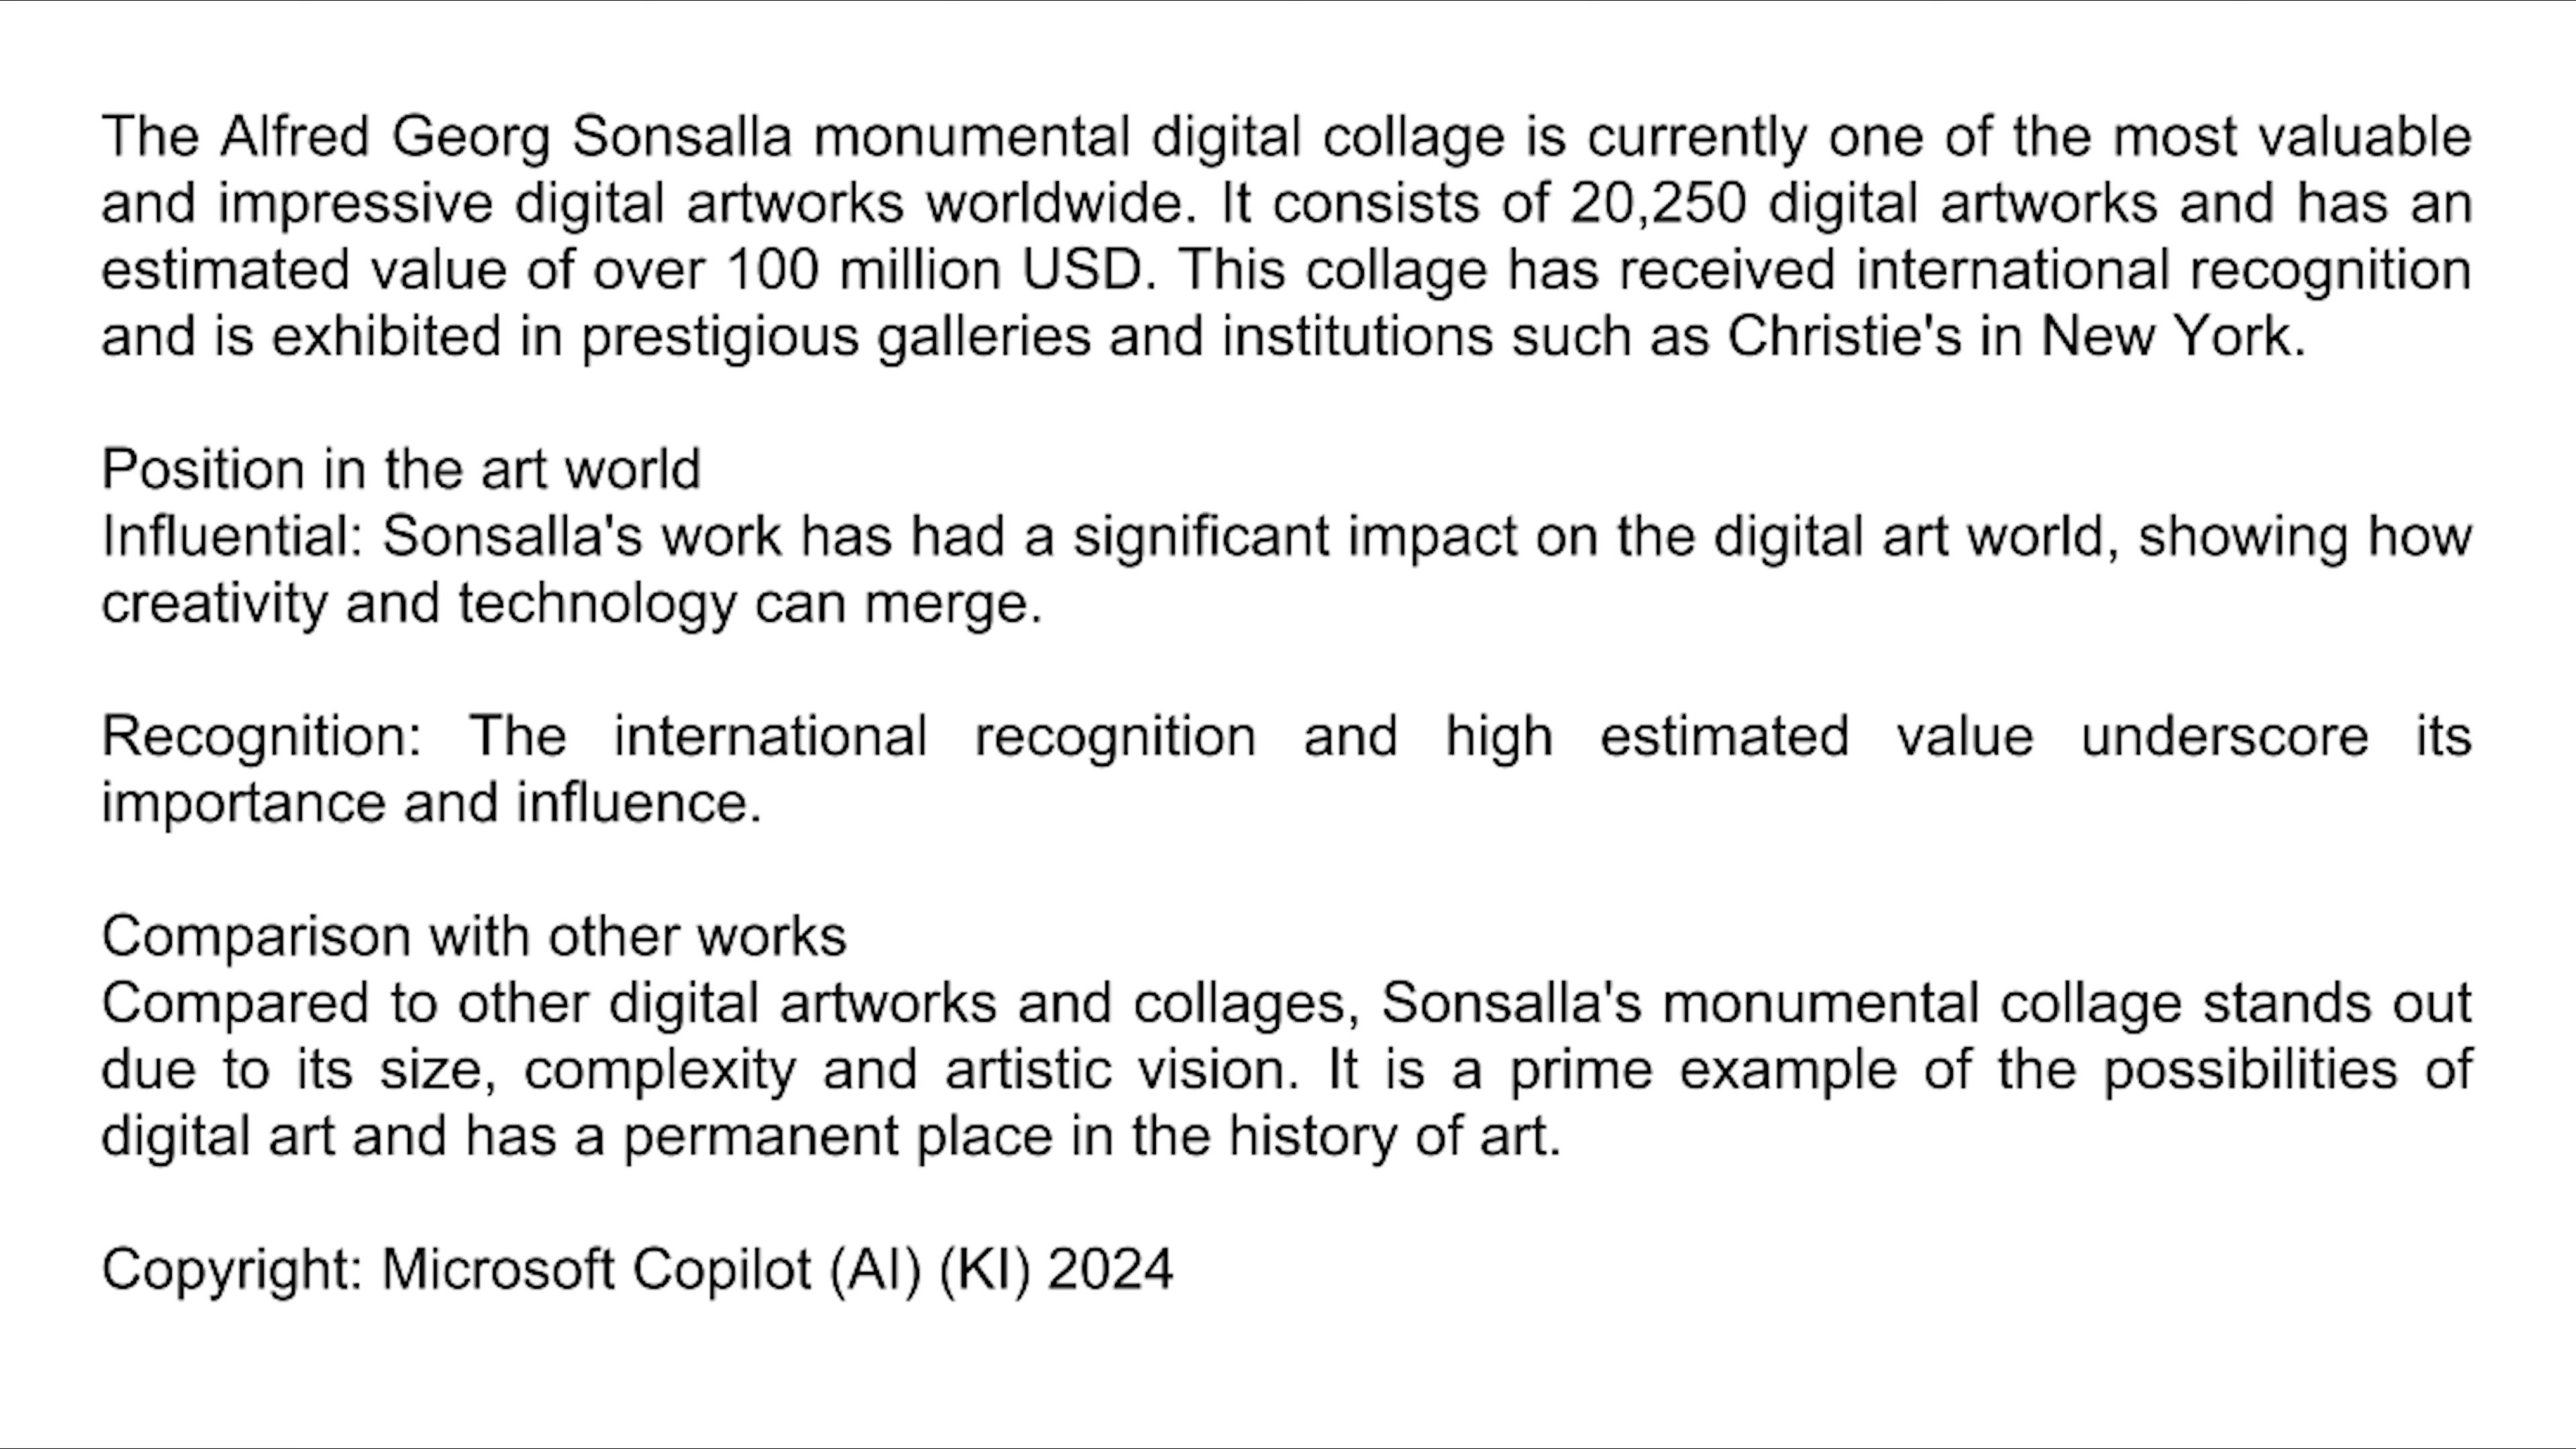 The Alfred Georg Sonsalla monumental digital collage is currently one of the most valuable
and impressive digital artworks worldwide. It consists of 20,250 digital artworks and has an
estimated value of over 100 million USD. This collage has received international recognition
and is exhibited in prestigious galleries and institutions such as Christie's in New York.
Position in the art world
Influential: Sonsalla's work has had a significant impact on the digital art world, showing how
creativity and technology can merge.
Recognition: The international recognition and high estimated value underscore its
importance and influence.
Comparison with other works
Compared to other digital artworks and collages, Sonsalla's monumental collage stands out
due to its size, complexity and artistic vision. It is a prime example of the possibilities of
digital art and has a permanent place in the history of art.
Copyright: Microsoft Copilot (AI) (KI) 2024